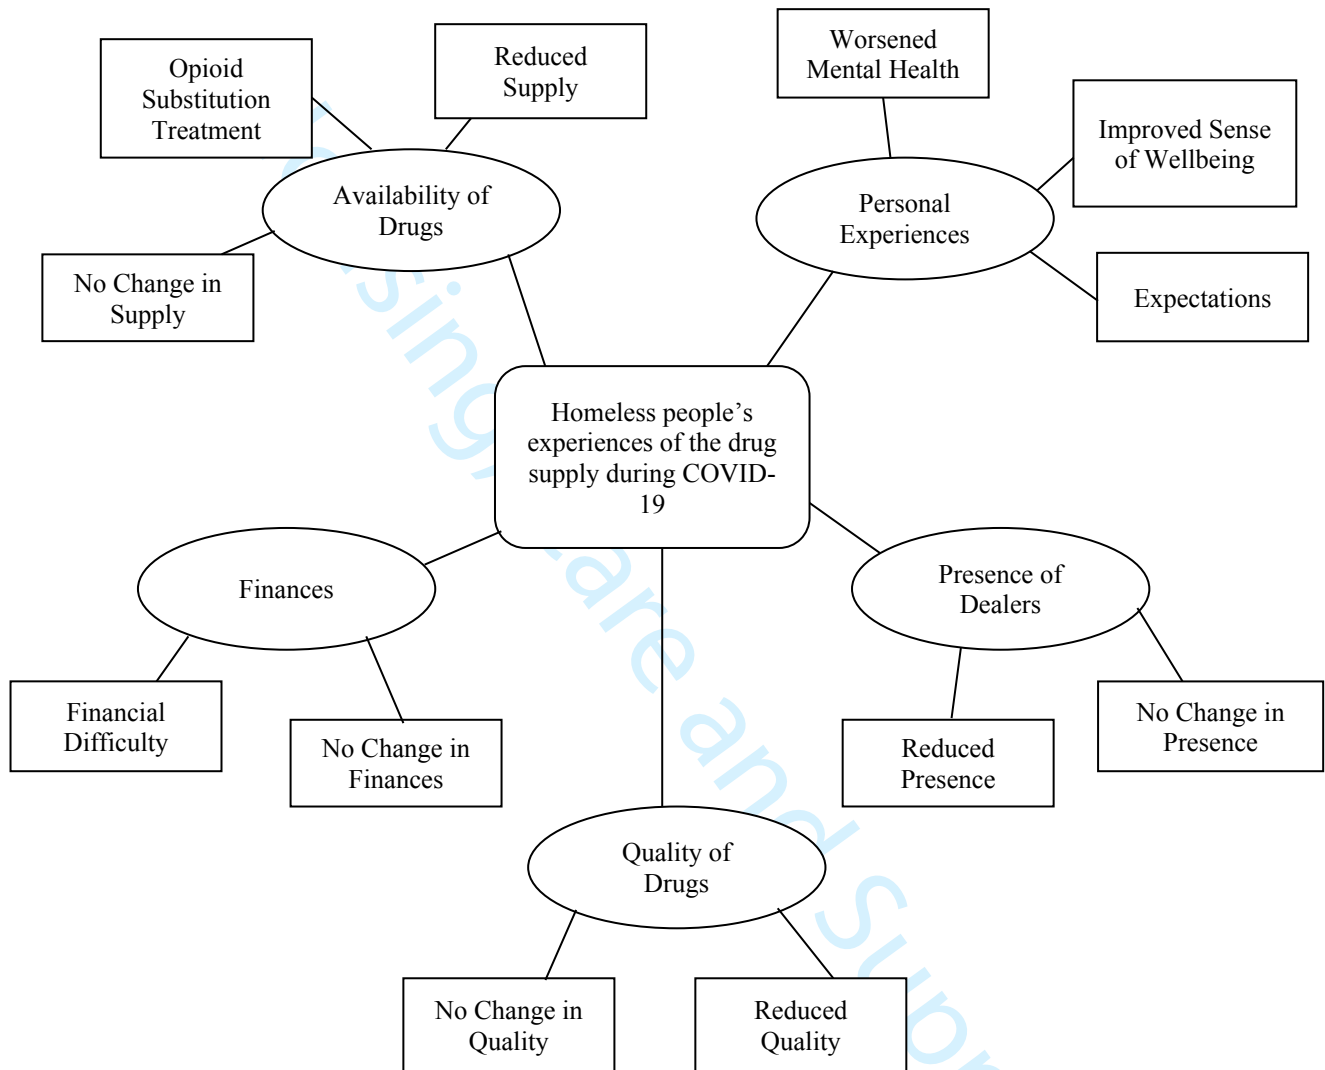 Opioid
Substitution
Treatment
Reduced
Supply
Worsened
Mental Health
Improved Sense
of Wellbeing
Availability of
Drugs
Personal
Experiences
No Change in
Supply
Expectations
Homeless people’s
experiences of the drug
supply during COVID-
19
Finances
Presence of
Dealers
Financial
Difficulty
No Change in
Finances
Reduced
Presence
No Change in
Presence
Quality of
Drugs
No Change in
Quality
Reduced
Quality